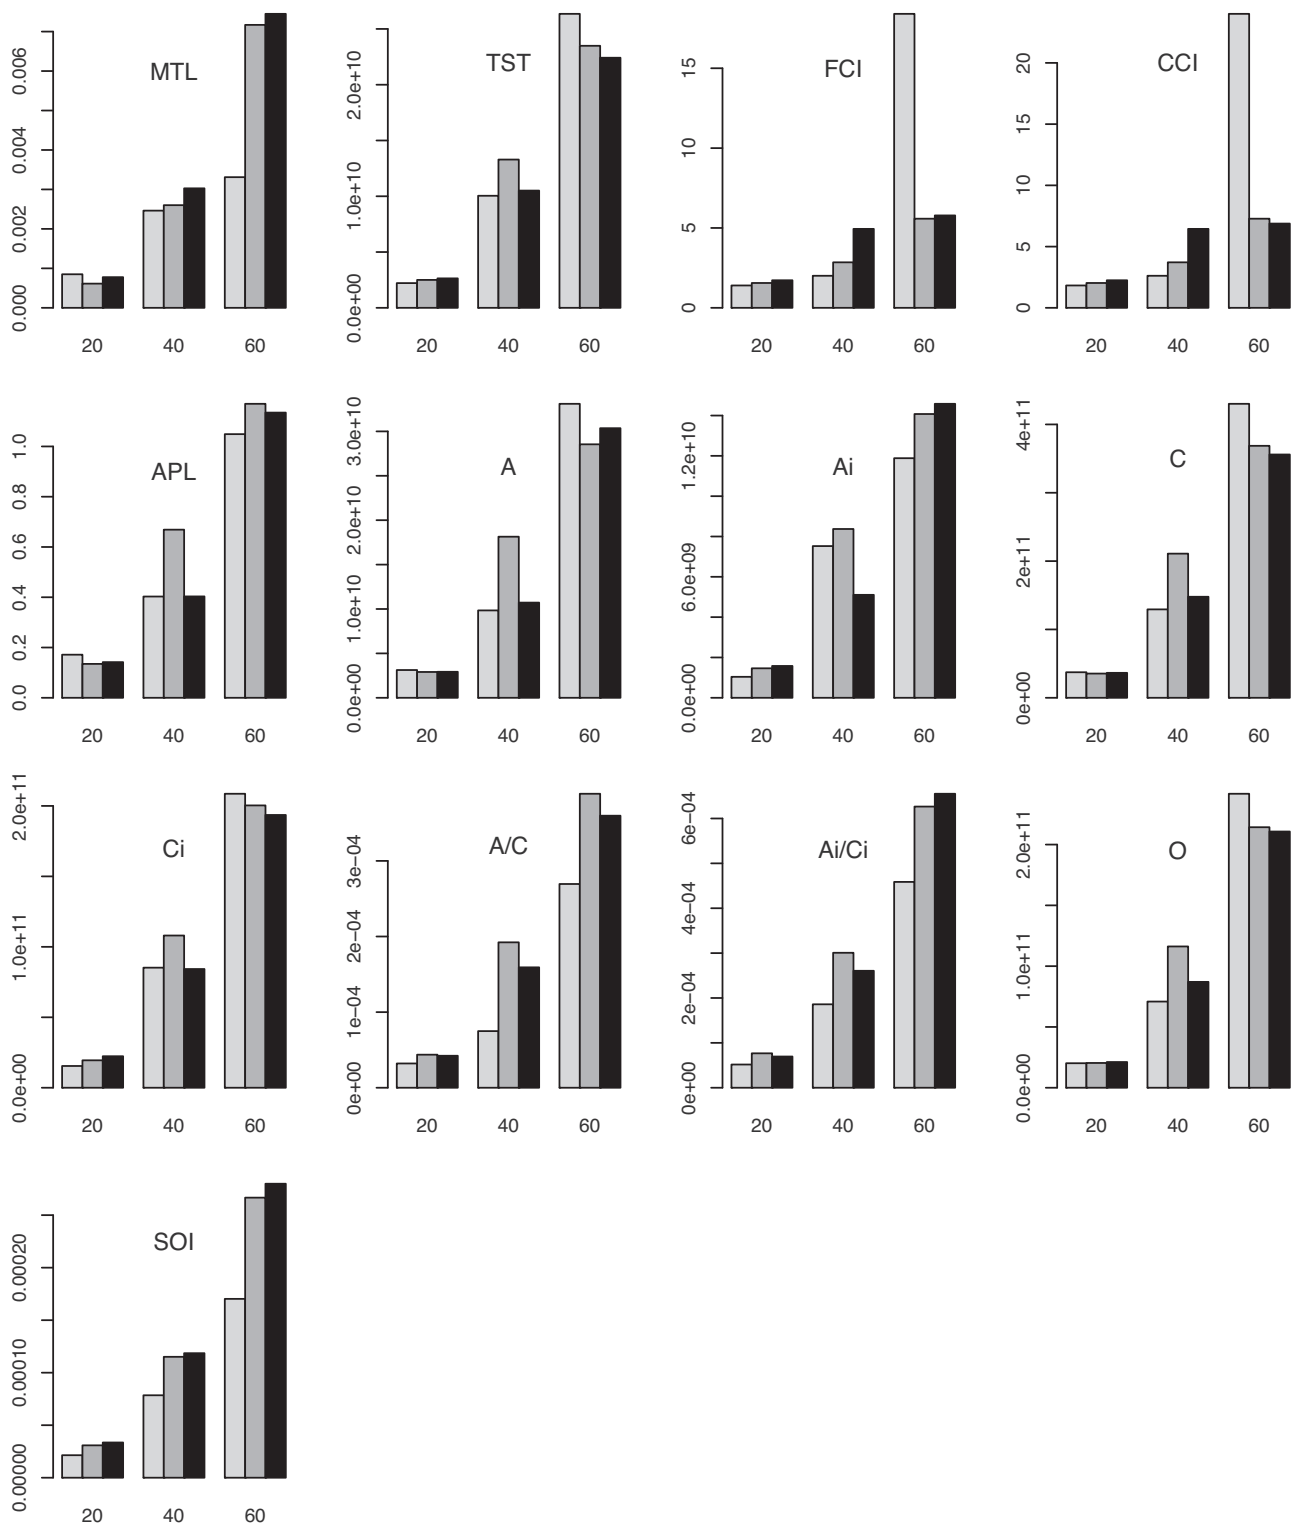 MTL
0.000 0.002 0.004 0.006
20 40 60
TST
0.0e+00 1.0e+10 2.0e+10
20 40 60
FCI
0 5 10 15
20 40 60
CCI
0 5 10 15 20
20 40 60
APL
0. 0.2 0.4 0.6 0.8 1.0
20 40 60
A
0.0e+00 1.0e+10 2.0e+10 3.0e+10
20 40 60
Ai
0.0e+00 6.0e+09 1.2e+10
20 40 60
C
0e+00 2e+11 4e+11
20 40 60
Ci
0.0e+00 1.0e+11 2.0e+11
20 40 60
A/C
0e+00 1e−04 2e−04 3e−04
20 40 60
Ai/Ci
0e+00 2e−04 4e−04 6e−04
20 40 60
O
0.0e+00 1.0e+11 2.0e+11
20 40 60
SOI
0.00000 0.00010 0.00020
20 40 60